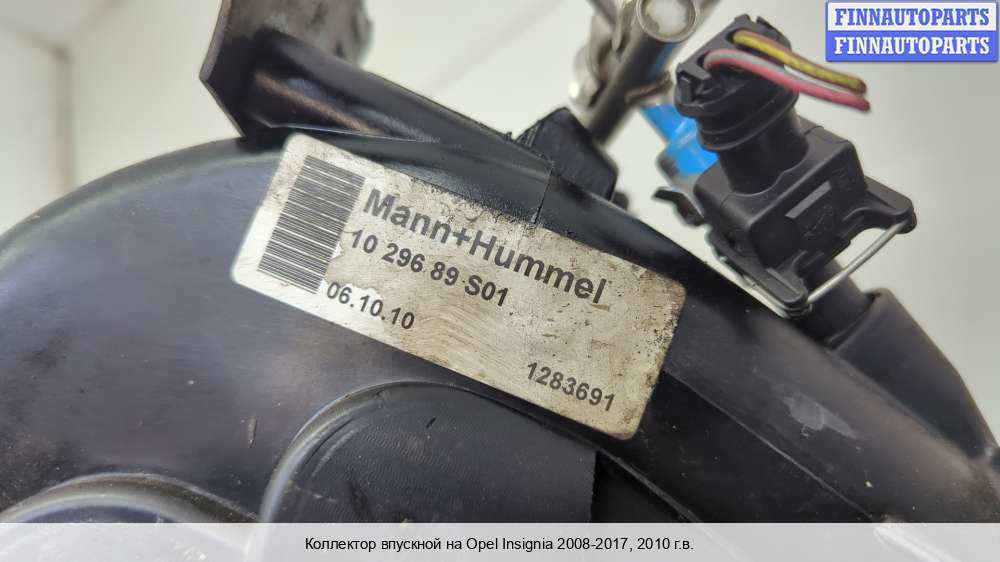 FINNAUTOPARTS
FINNAUTOPARTS
Mann+Hummel
10 296 89 S01
06.10.10
1283691
Коллектор впускной на Opel Insignia 2008-2017, 2010 г.в.